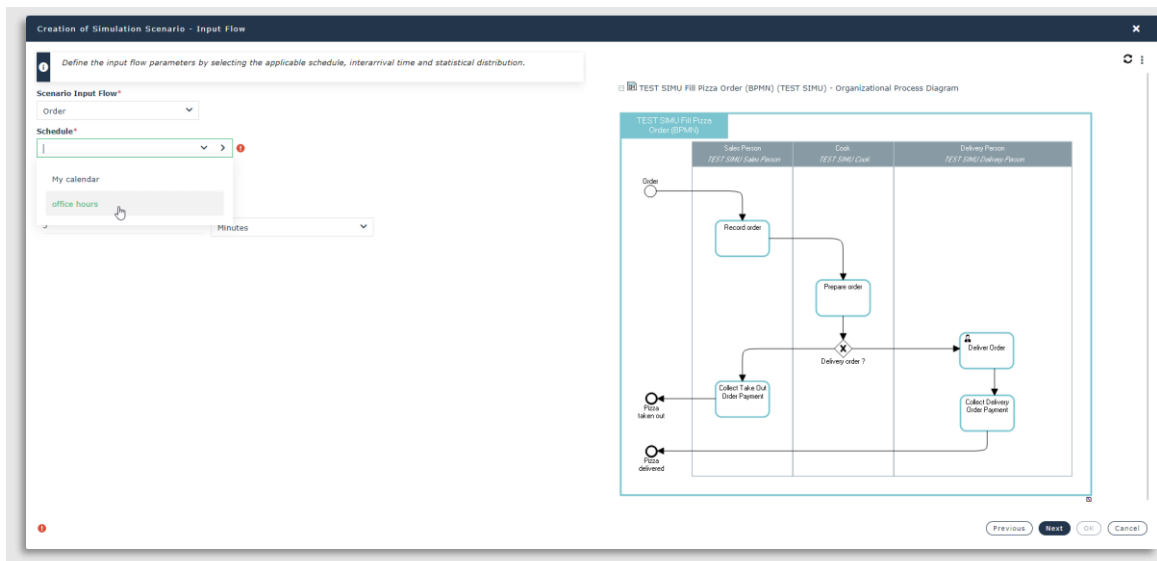 Creation of Simulation Scenario - Input Flow
Define the input flow parameters by selecting the applicable schedule, interarrival time and statistical distribution.
Scenario Input Flow*
Order
Schedule*
My calendar
office hours
Minutes
TEST SIMU Fill Pizza Order (BPMN) (TEST SIMU) - Organizational Process Diagram
TEST SIMU Fill Pizza
Order (BPMN)
Sales Person
TEST SIMU Sales Person
Cook
TEST SIMU Cook
Delivery Person
TEST SIMU Delivery Person
Order
Record order
Prepare order
Delivery order ?
Deliver Order
Collect Take Out
Order Payment
Collect Delivery
Order Payment
Pizza
taken out
Pizza
delivered
Previous
Next
OK
Cancel